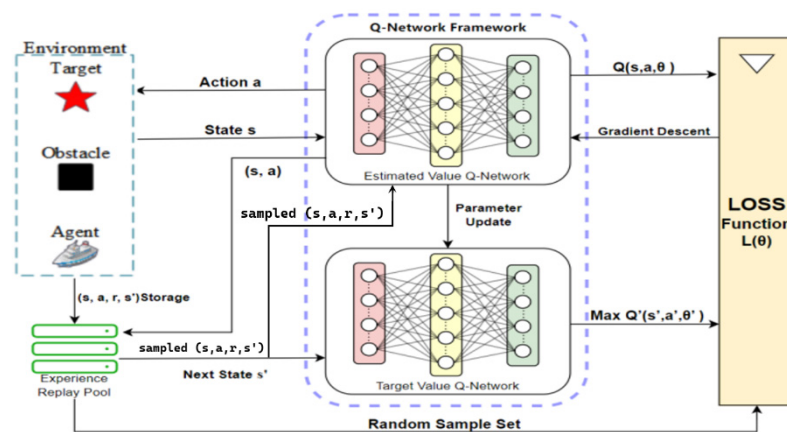 Q-Network Framework
Environment
Target
Action a
Q(s,a,θ)
State s
Gradient Descent
Obstacle
(s, a)
Estimated Value Q-Network
LOSS
Function
L(θ)
sampled (s,a,r,s')
Parameter
Update
Agent
(s, a, r, s')Storage
Max Q'(s',a',θ')
sampled (s,a,r,s')
Next State s'
Experience
Replay Pool
Target Value Q-Network
Random Sample Set